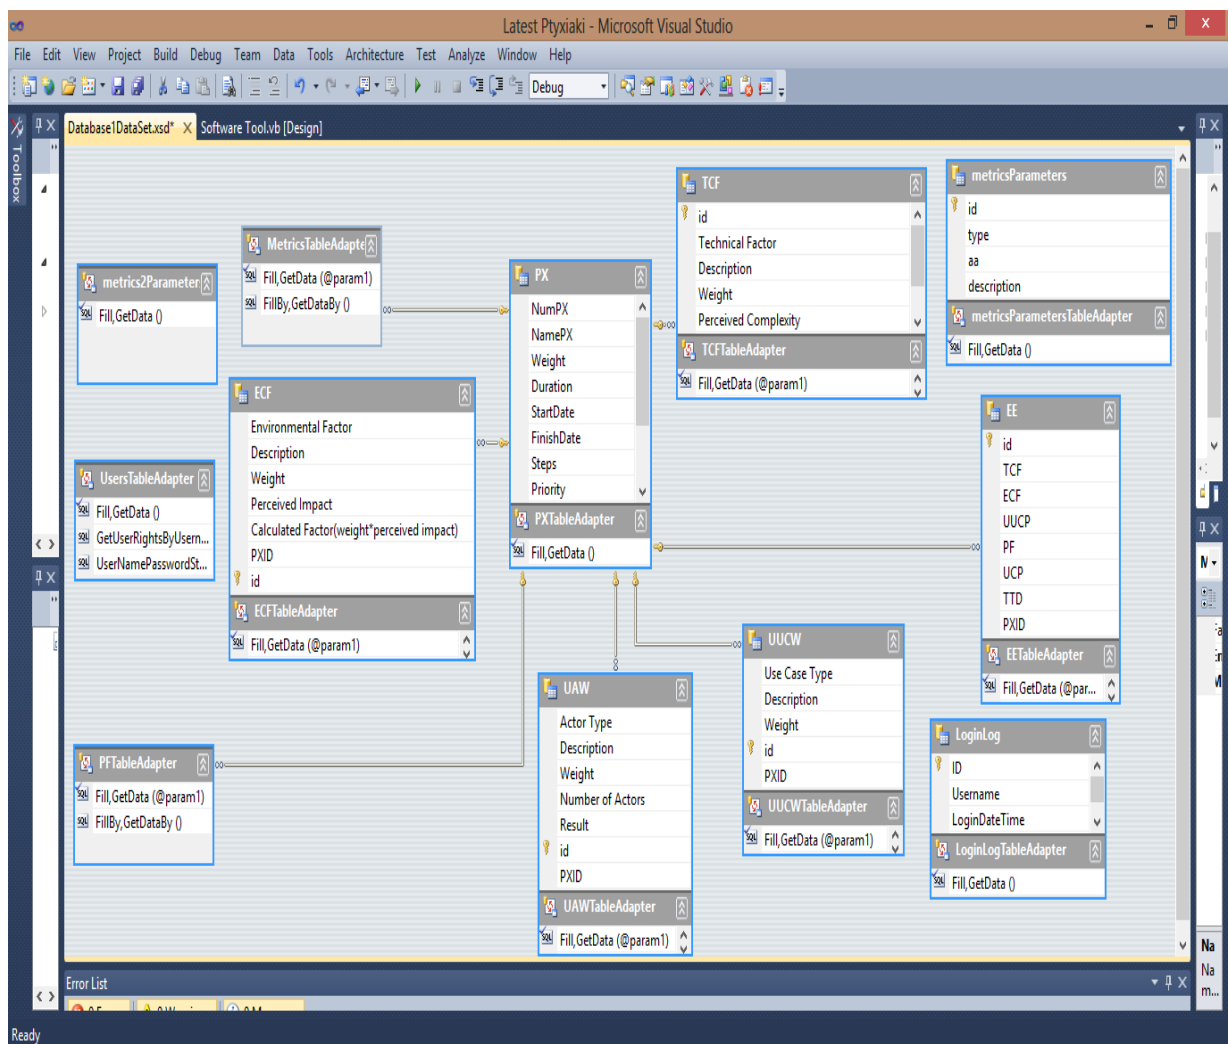 Latest Ptyxiaki - Microsoft Visual Studio
File Edit View Project Build Debug Team Data Tools Architecture Test Analyze Window Help
Debug
Toolbox
Database1DataSet.xsd* X Software Tool.vb [Design]
metrics2Parameter
Fill,GetData ()
MetricsTableAdapte
Fill,GetData (@param1)
FillBy,GetDataBy ()
PX
NumPX
NamePX
Weight
Duration
StartDate
FinishDate
Steps
Priority
PXTableAdapter
Fill,GetData ()
TCF
id
Technical Factor
Description
Weight
Perceived Complexity
TCFTableAdapter
Fill,GetData (@param1)
metricsParameters
id
type
aa
description
metricsParametersTableAdapter
Fill,GetData ()
ECF
Environmental Factor
Description
Weight
Perceived Impact
Calculated Factor(weight*perceived impact)
PXID
id
ECFTableAdapter
Fill,GetData (@param1)
UsersTableAdapter
Fill,GetData ()
GetUserRightsByUsern...
UserNamePasswordSt...
EE
id
TCF
ECF
UUCP
PF
UCP
TTD
PXID
EETableAdapter
Fill,GetData (@par...
UUCW
Use Case Type
Description
Weight
id
PXID
UUCWTableAdapter
Fill,GetData (@param1)
UAW
Actor Type
Description
Weight
Number of Actors
Result
id
PXID
UAWTableAdapter
Fill,GetData (@param1)
PFTableAdapter
Fill,GetData (@param1)
FillBy,GetDataBy ()
LoginLog
ID
Username
LoginDateTime
LoginLogTableAdapter
Fill,GetData ()
Na
Na
m...
Error List
Ready